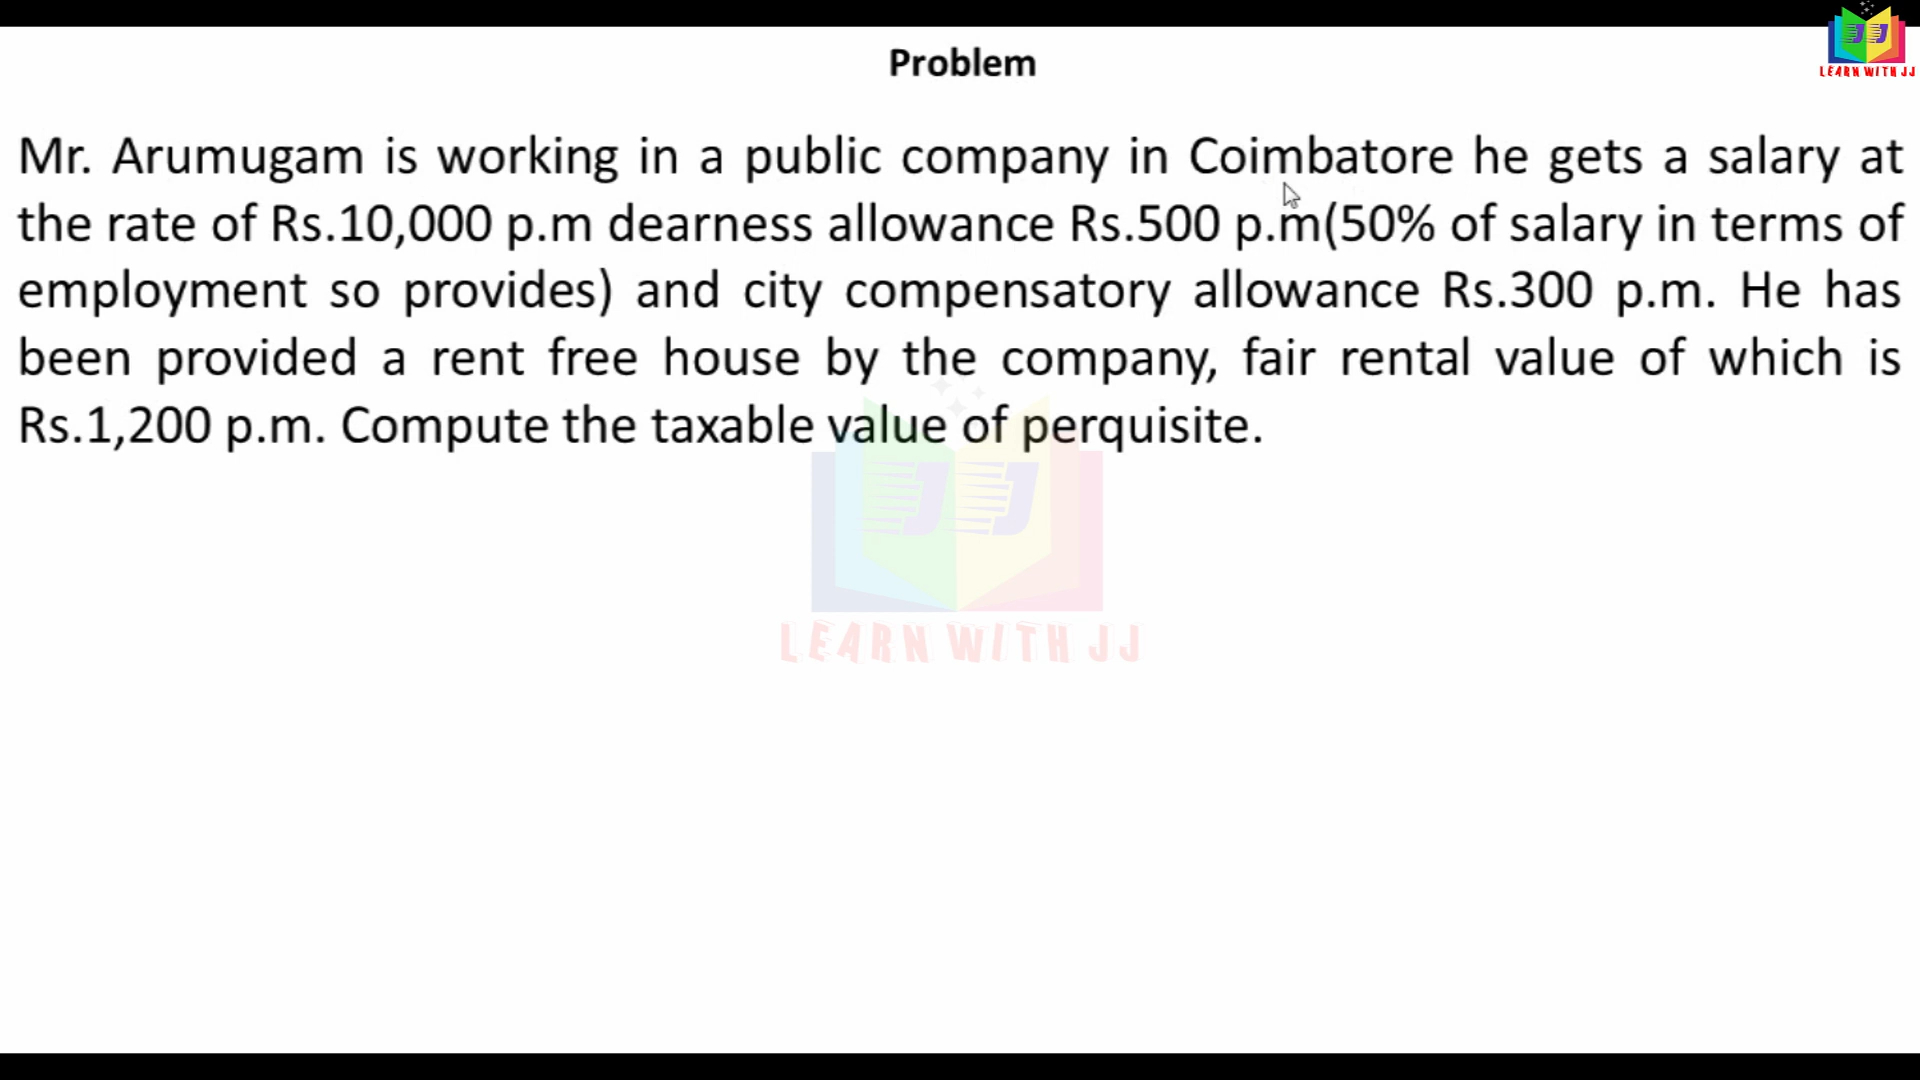 LEARN WITH JJ
Problem
Mr. Arumugam is working in a public company in Coimbatore he gets a salary at
the rate of Rs.10,000 p.m dearness allowance Rs.500 p.m(50% of salary in terms of
employment so provides) and city compensatory allowance Rs.300 p.m. He has
been provided a rent free house by the company, fair rental value of which is
Rs.1,200 p.m. Compute the taxable value of perquisite.
JJ
LEARN WITH JJ